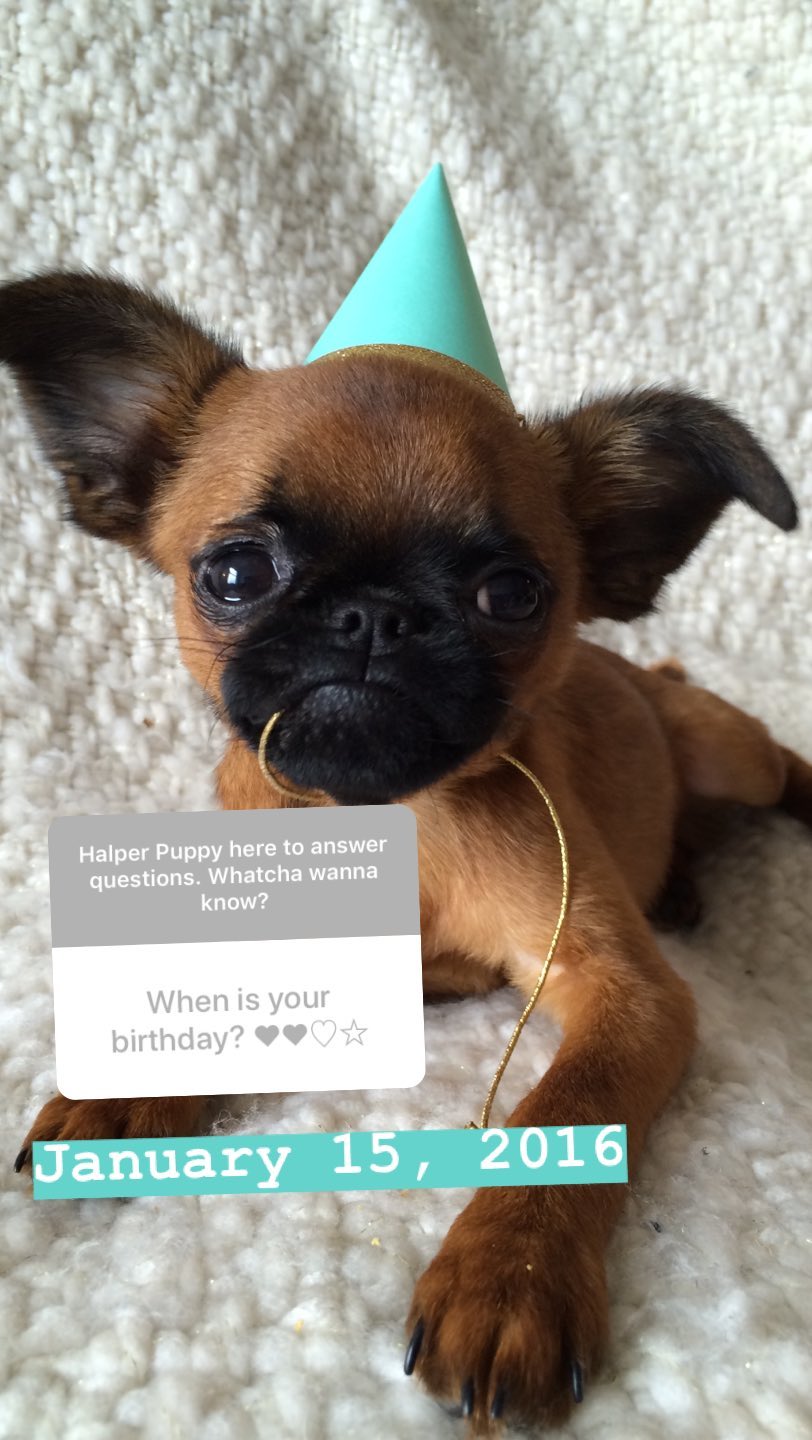 Halper Puppy here to answer
questions. Whatcha wanna
know?
When is your
birthday? ♥♥♡☆
January 15, 2016